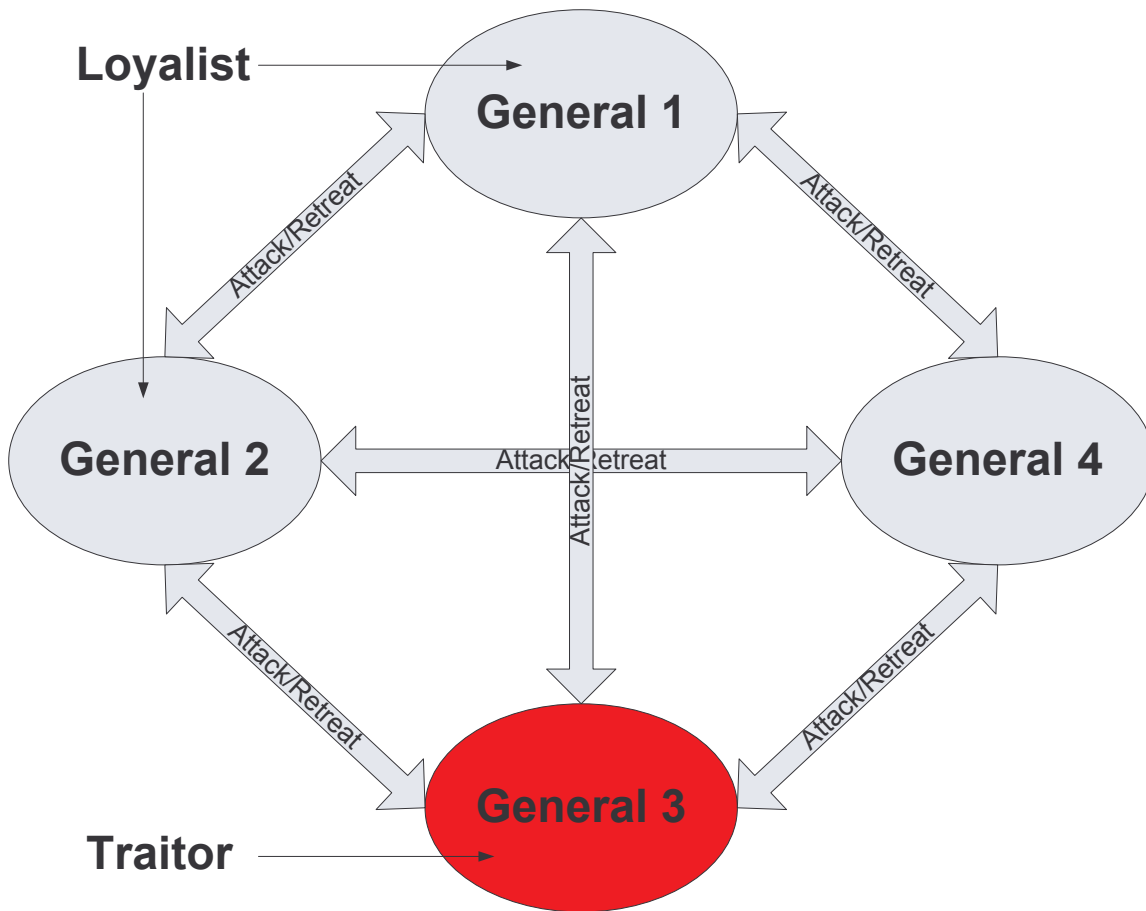 Loyalist
General 1
Attack/Retreat
Attack/Retreat
Attack/Retreat
General 2
Attack/Retreat
General 4
Attack/Retreat
Attack/Retreat
General 3
Traitor